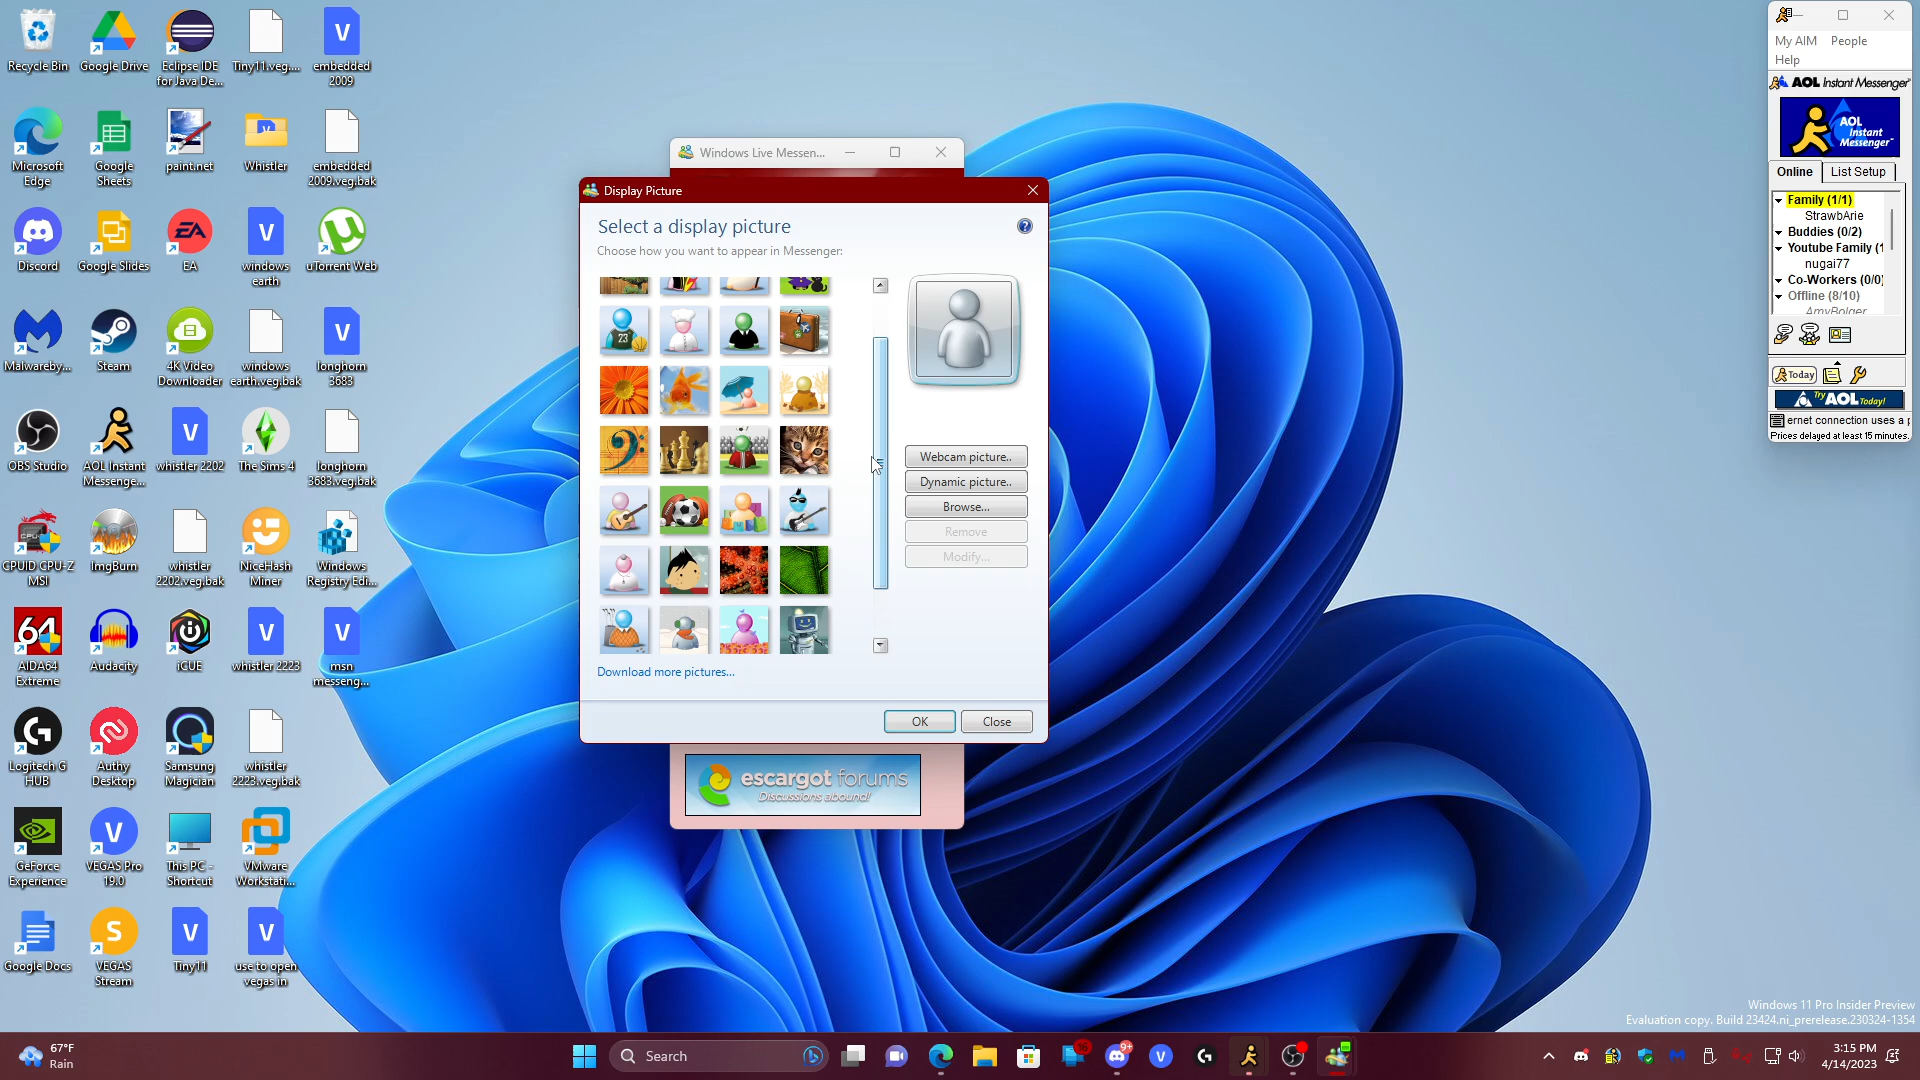 Recycle Bin
Google Drive
Eclipse IDE
for Java De...
Tiny11.veg....
embedded
2009
Microsoft
Edge
Google
Sheets
paint.net
Whistler
embedded
2009.veg.bak
Discord
Google Slides
EA
windows
earth
uTorrent Web
Malwareby...
Steam
4K Video
Downloader
windows
earth.veg.bak
longhorn
3683
OBS Studio
AOL Instant
Messenge...
whistler 2202
The Sims 4
longhorn
3683.veg.bak
CPUID CPU-Z
MSI
ImgBurn
whistler
2202.veg.bak
NiceHash
Miner
Windows
Registry Edi...
64
AIDA64
Extreme
Audacity
iCUE
whistler 2223
msn
messeng...
Logitech G
HUB
Authy
Desktop
Samsung
Magician
whistler
2223.veg.bak
GeForce
Experience
VEGAS Pro
19.0
This PC -
Shortcut
VMware
Workstati...
Google Docs
VEGAS
Stream
Tiny11
use to open
vegas in
Windows Live Messen...
Display Picture
Select a display picture
Choose how you want to appear in Messenger:
23
Webcam picture..
Dynamic picture..
Browse...
Remove
Modify...
Download more pictures...
OK
Close
escargot forums
Discussions abound!
My AIM
People
Help
AOL Instant Messenger
AOL
Instant
Messenger
Online
List Setup
Family (1/1)
StrawbArie
Buddies (0/2)
Youtube Family (1
nugai77
Co-Workers (0/0)
Offline (8/10)
AmyBolger
Today
Try AOL Today!
ernet connection uses a p
Prices delayed at least 15 minutes.
Windows 11 Pro Insider Preview
Evaluation copy. Build 23424.ni_prerelease.230324-1354
67°F
Rain
Search
16
9+
3:15 PM
4/14/2023